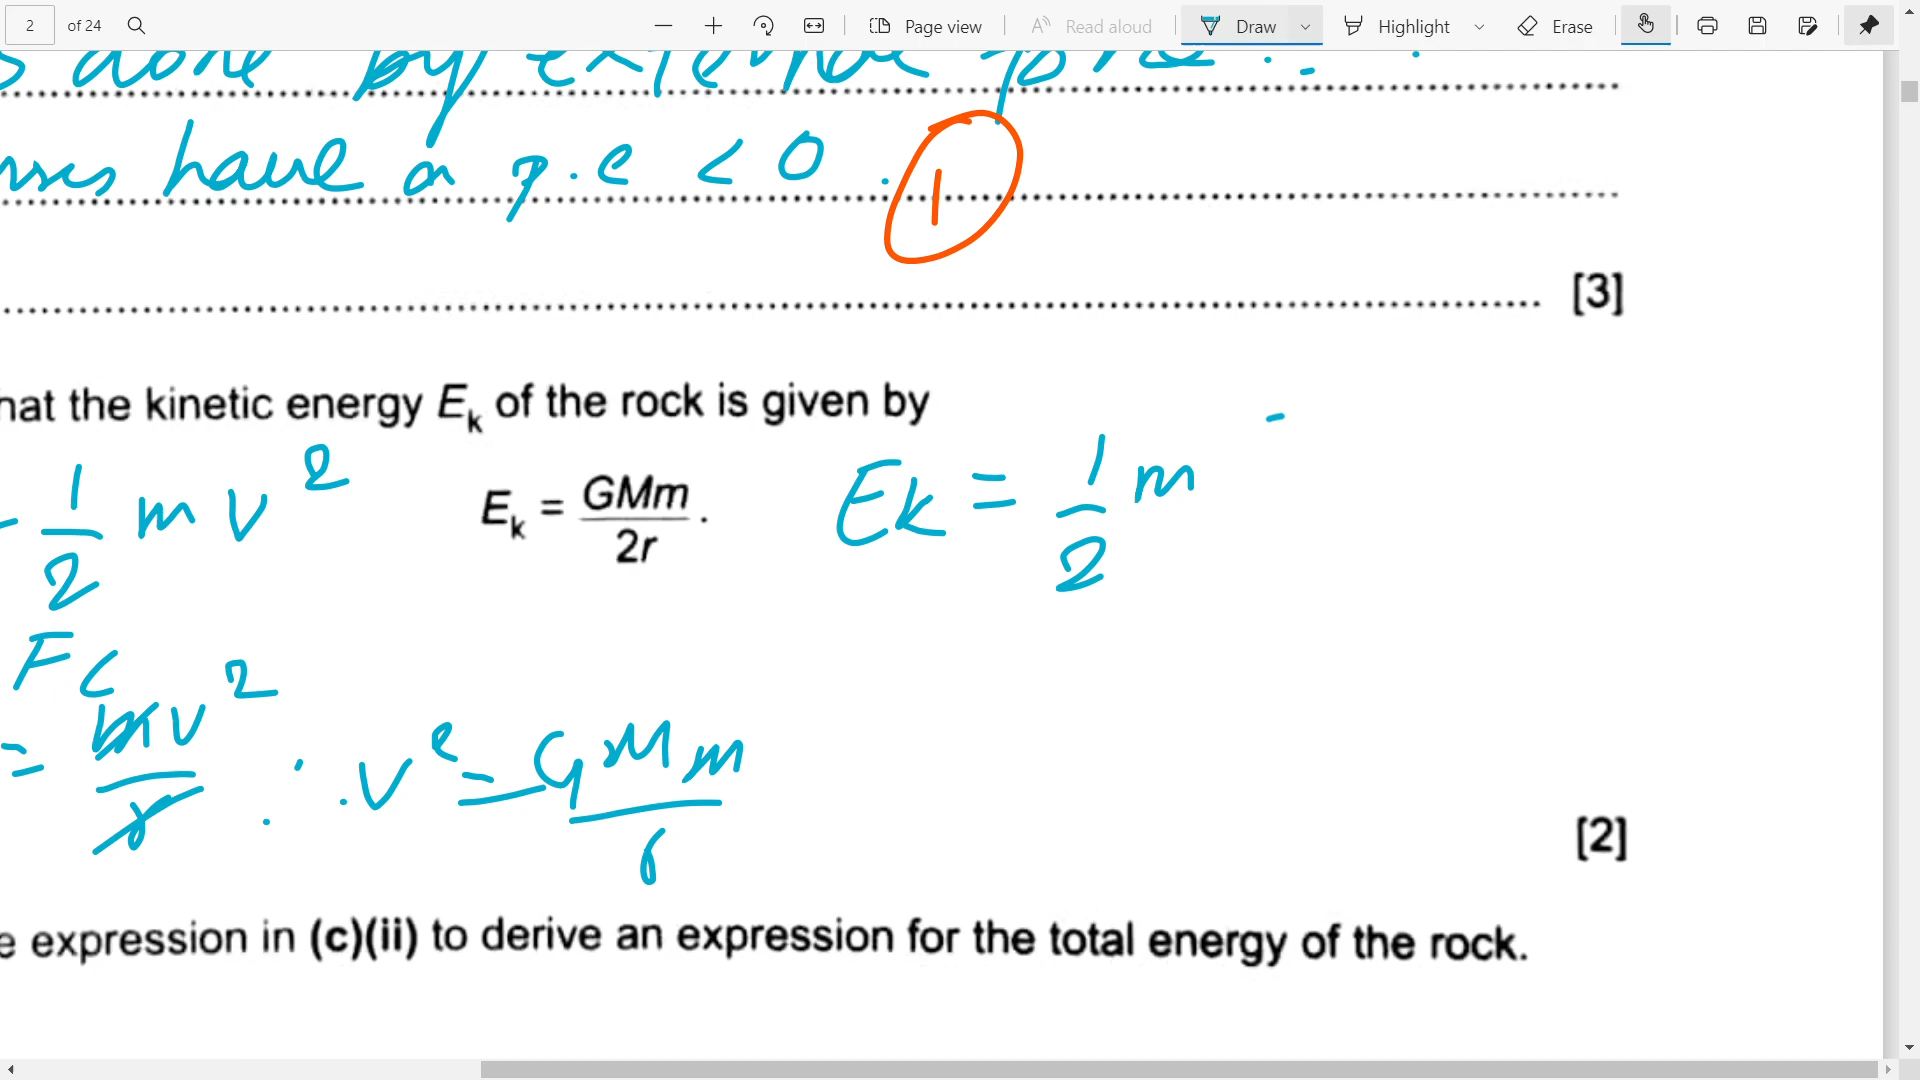 2 of 24 Page view Read aloud Draw Highlight Erase
s done by external force.
sses have a p.e < 0 . 1
[3]
hat the kinetic energy Ek of the rock is given by
1/2 m v 2 Ek = GMm/2r . Ek = 1/2 m
Fc
= mv2/r ∴ v2 = GMm/r
[2]
e expression in (c)(ii) to derive an expression for the total energy of the rock.